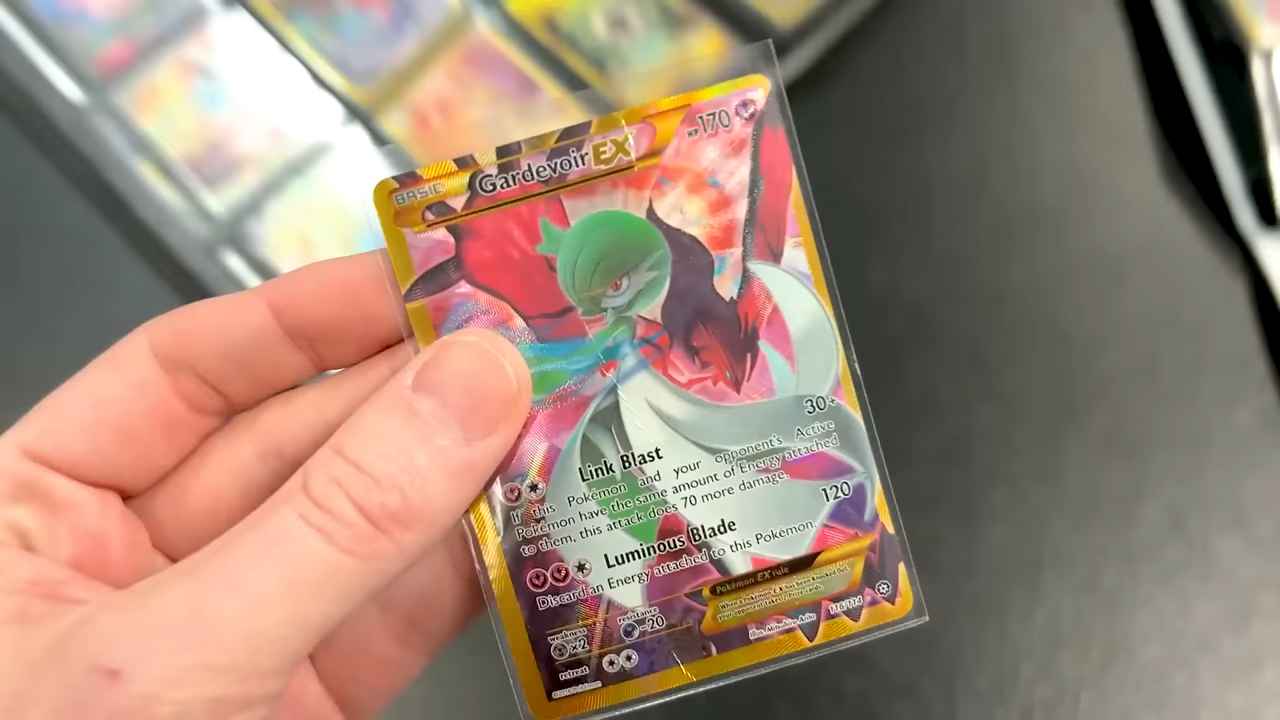 BASIC Gardevoir EX HP170
Link Blast 30+
If this Pokémon and your opponent's Active
Pokémon have the same amount of Energy attached
to them, this attack does 70 more damage.
Luminous Blade 120
Discard an Energy attached to this Pokémon.
Pokémon EX rule
When a Pokémon-EX has been Knocked Out,
your opponent takes 2 Prize cards.
weakness ×2
resistance -20
retreat
Illus. Mitsuhiro Arita 116/114
©2016 Pokémon